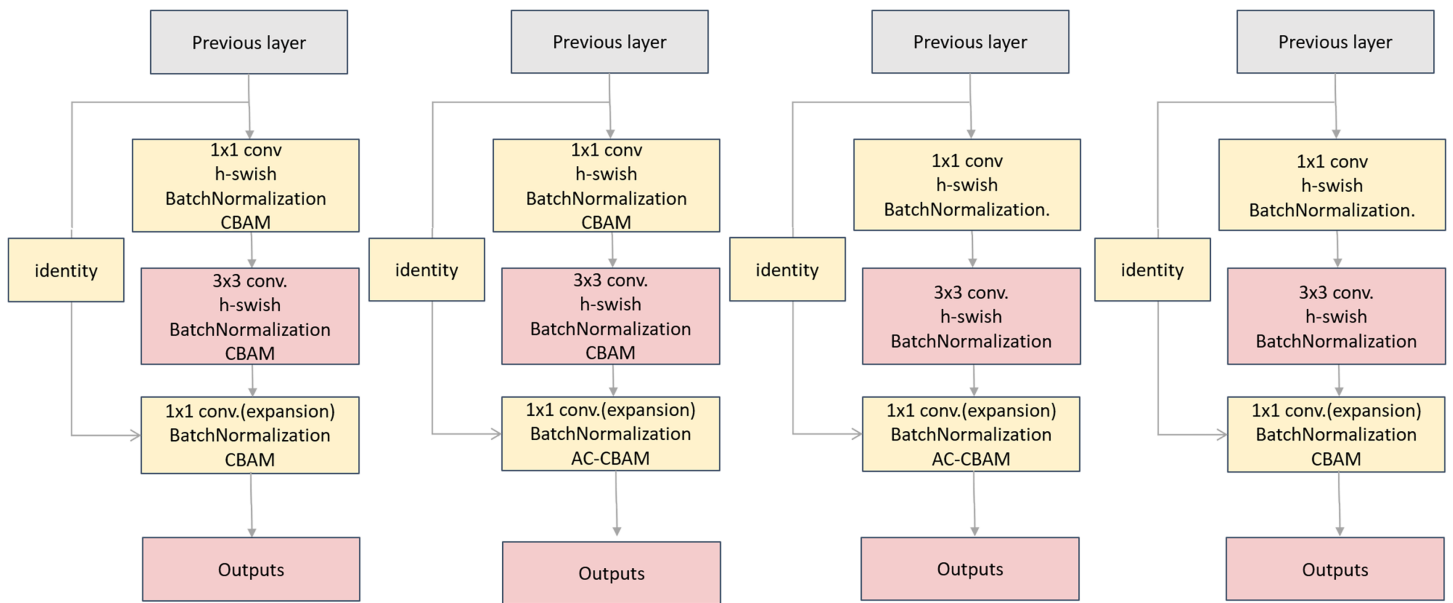 Previous layer
1x1 conv
h-swish
BatchNormalization
CBAM
identity
3x3 conv.
h-swish
BatchNormalization
CBAM
1x1 conv.(expansion)
BatchNormalization
CBAM
Outputs
Previous layer
1x1 conv
h-swish
BatchNormalization
CBAM
identity
3x3 conv.
h-swish
BatchNormalization
CBAM
1x1 conv.(expansion)
BatchNormalization
AC-CBAM
Outputs
Previous layer
1x1 conv
h-swish
BatchNormalization.
identity
3x3 conv.
h-swish
BatchNormalization
1x1 conv.(expansion)
BatchNormalization
AC-CBAM
Outputs
Previous layer
1x1 conv
h-swish
BatchNormalization.
identity
3x3 conv.
h-swish
BatchNormalization
1x1 conv.(expansion)
BatchNormalization
CBAM
Outputs